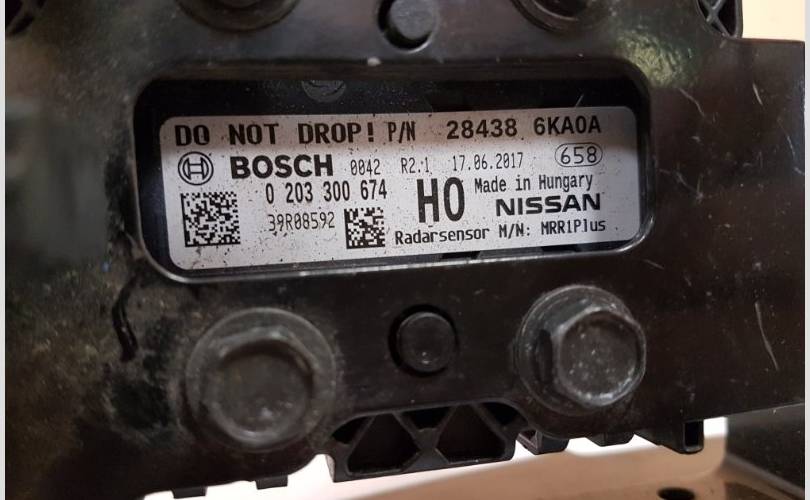 DO NOT DROP! P/N 28438 6KA0A
BOSCH 0042 R2.1 17.06.2017 658
0 203 300 674 H0 Made in Hungary
39R08592 NISSAN
Radarsensor M/N: MRR1Plus